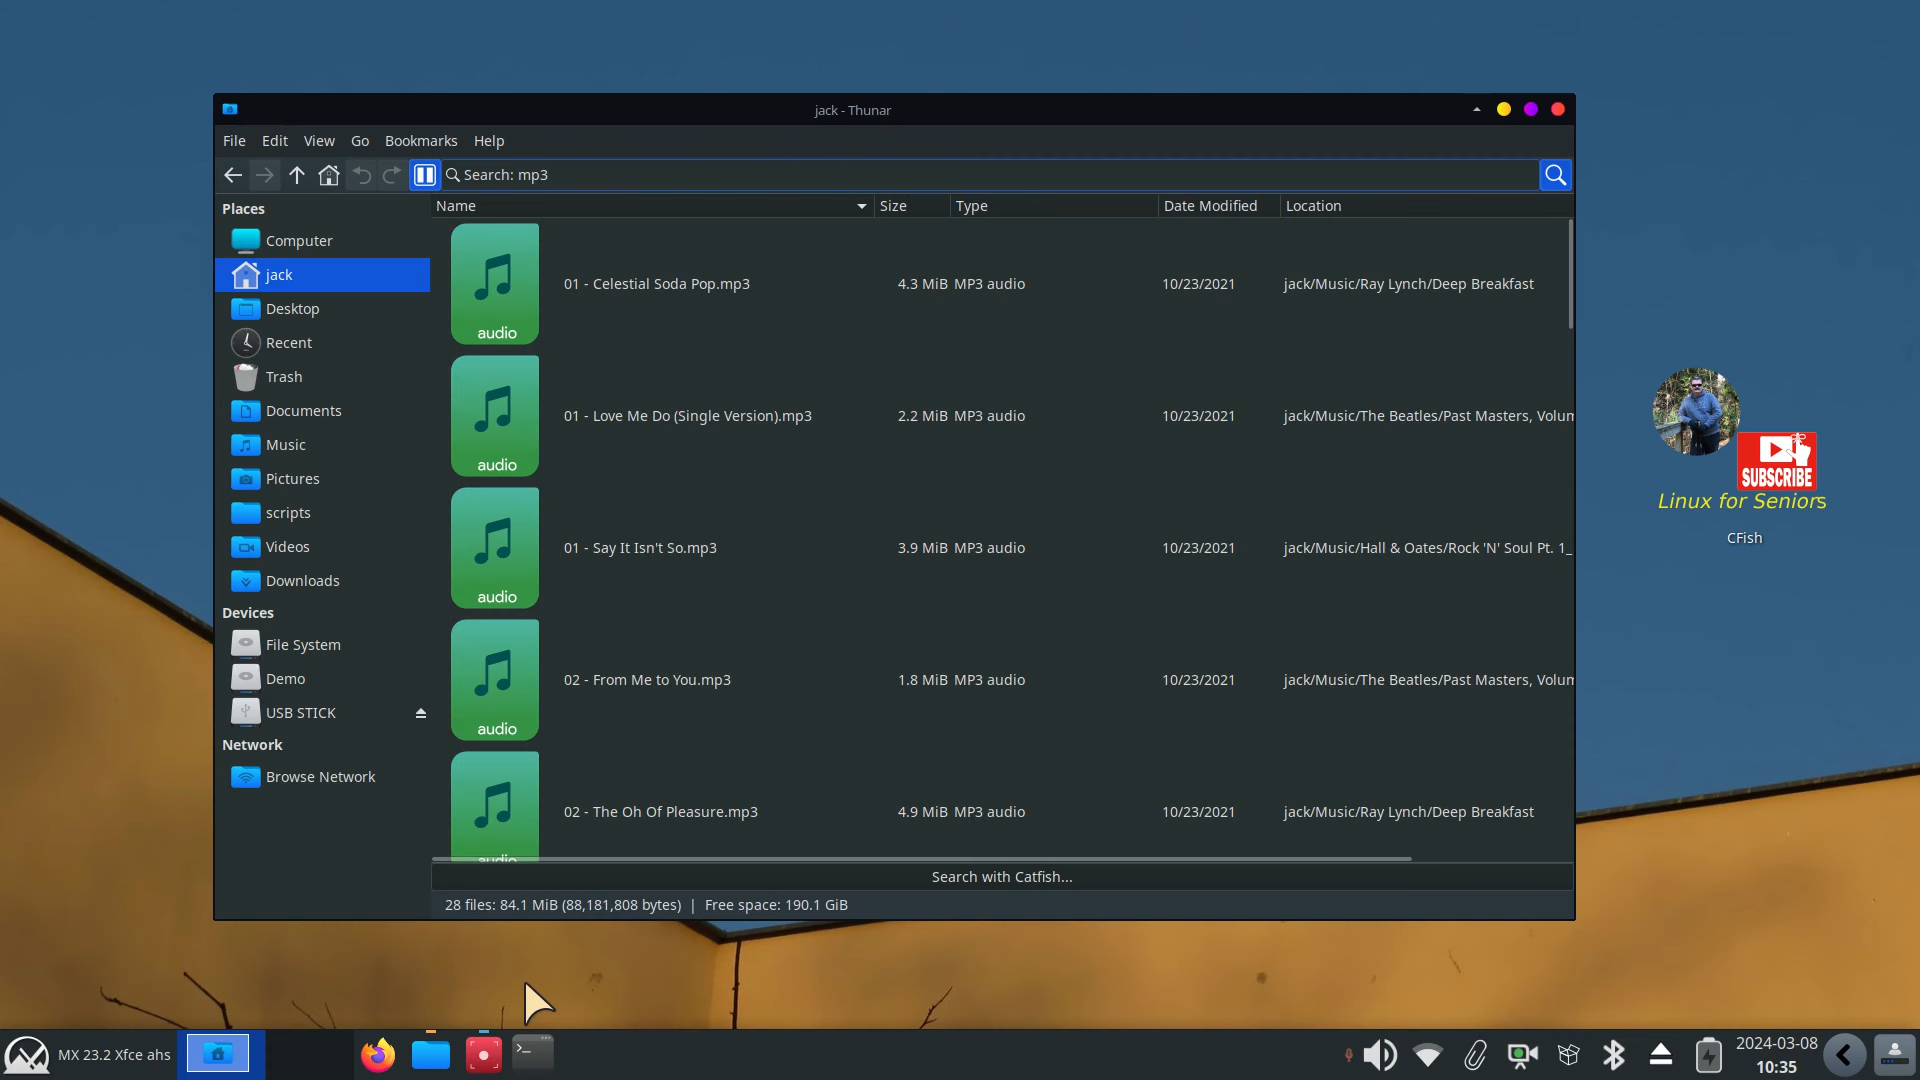 jack - Thunar
File Edit View Go Bookmarks Help
Search: mp3
Places
Computer
jack
Desktop
Recent
Trash
Documents
Music
Pictures
scripts
Videos
Downloads
Devices
File System
Demo
USB STICK
Network
Browse Network
Name Size Type Date Modified Location
audio
01 - Celestial Soda Pop.mp3 4.3 MiB MP3 audio 10/23/2021 jack/Music/Ray Lynch/Deep Breakfast
audio
01 - Love Me Do (Single Version).mp3 2.2 MiB MP3 audio 10/23/2021 jack/Music/The Beatles/Past Masters, Volum
audio
01 - Say It Isn't So.mp3 3.9 MiB MP3 audio 10/23/2021 jack/Music/Hall & Oates/Rock 'N' Soul Pt. 1_
audio
02 - From Me to You.mp3 1.8 MiB MP3 audio 10/23/2021 jack/Music/The Beatles/Past Masters, Volum
audio
02 - The Oh Of Pleasure.mp3 4.9 MiB MP3 audio 10/23/2021 jack/Music/Ray Lynch/Deep Breakfast
audio
Search with Catfish...
28 files: 84.1 MiB (88,181,808 bytes) | Free space: 190.1 GiB
SUBSCRIBE
Linux for Seniors
CFish
MX 23.2 Xfce ahs
2024-03-08
10:35